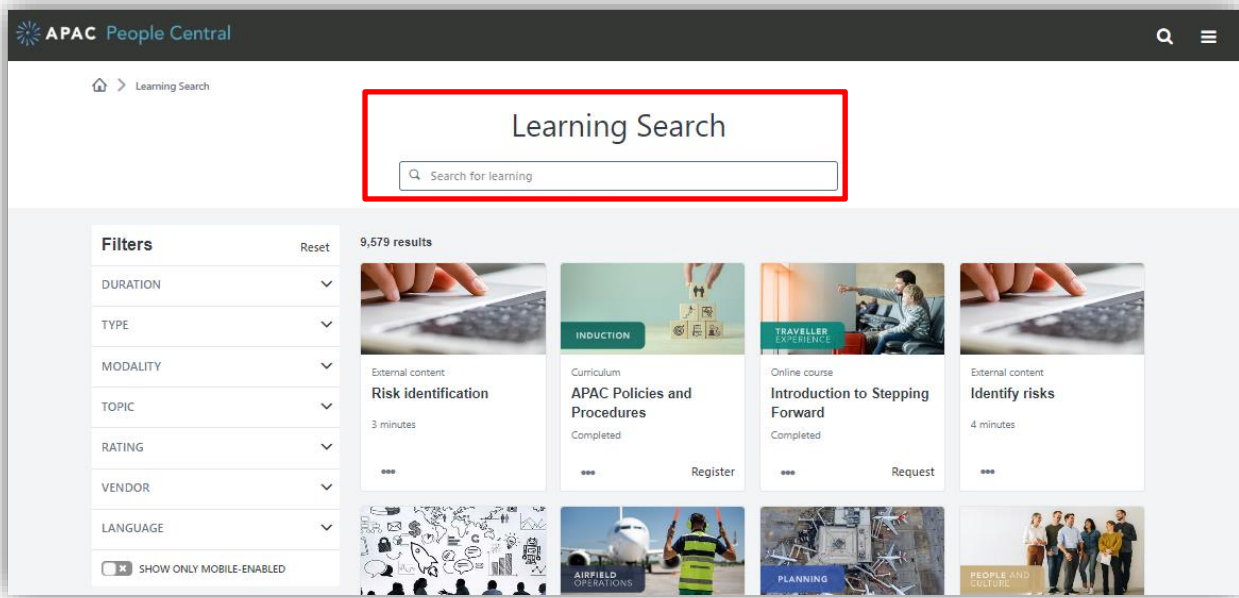 APAC People Central
Learning Search
Learning Search
Search for learning
Filters
Reset
9,579 results
DURATION
TYPE
MODALITY
TOPIC
RATING
VENDOR
LANGUAGE
SHOW ONLY MOBILE-ENABLED
External content
Risk identification
3 minutes
INDUCTION
Curriculum
APAC Policies and
Procedures
Completed
Register
TRAVELLER
EXPERIENCE
Online course
Introduction to Stepping
Forward
Completed
Request
External content
Identify risks
4 minutes
AIRFIELD
OPERATIONS
PLANNING
PEOPLE AND
CULTURE